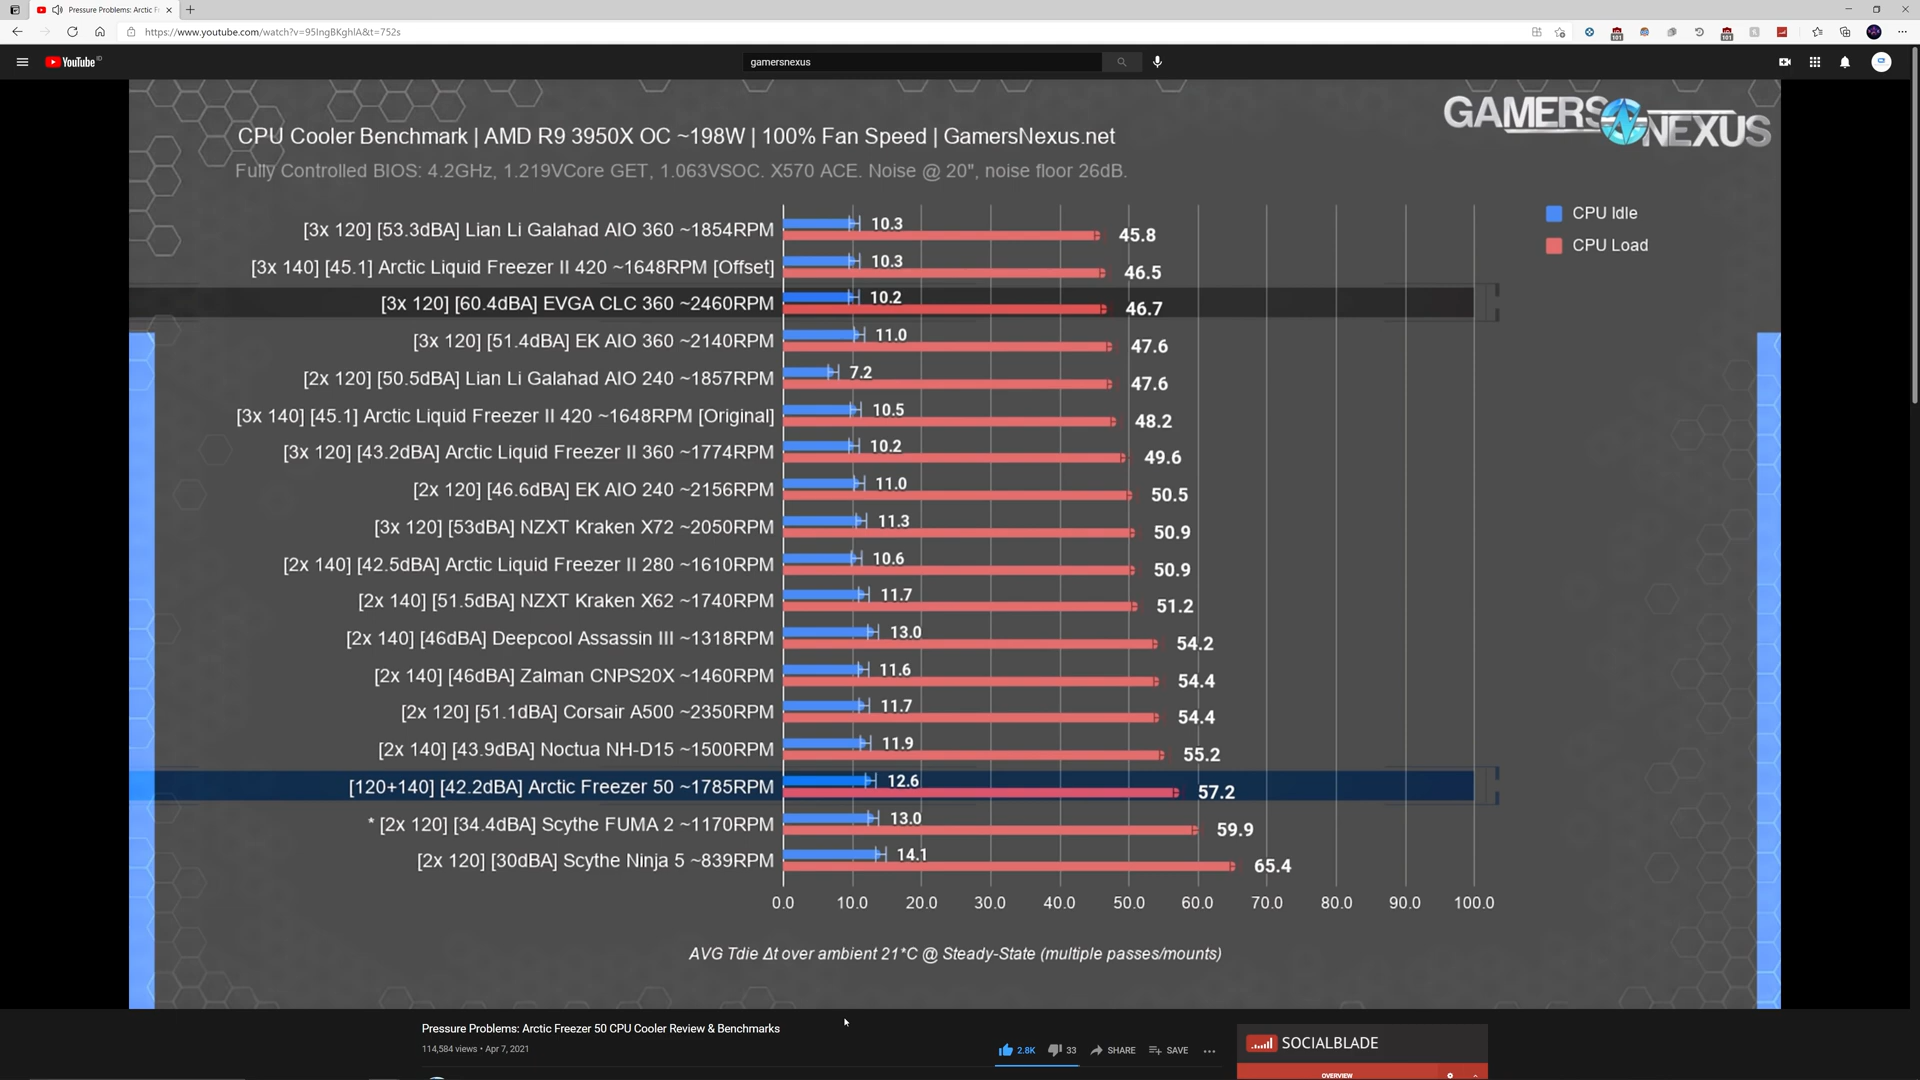 Pressure Problems: Arctic F
https://www.youtube.com/watch?v=95IngBKghIA&t=752s
YouTube
gamersnexus
GAMERS NEXUS
CPU Cooler Benchmark | AMD R9 3950X OC ~198W | 100% Fan Speed | GamersNexus.net
Fully Controlled BIOS: 4.2GHz, 1.219VCore GET, 1.063VSOC. X570 ACE. Noise @ 20", noise floor 26dB.
CPU Idle
CPU Load
[3x 120] [53.3dBA] Lian Li Galahad AIO 360 ~1854RPM 10.3 45.8
[3x 140] [45.1] Arctic Liquid Freezer II 420 ~1648RPM [Offset] 10.3 46.5
[3x 120] [60.4dBA] EVGA CLC 360 ~2460RPM 10.2 46.7
[3x 120] [51.4dBA] EK AIO 360 ~2140RPM 11.0 47.6
[2x 120] [50.5dBA] Lian Li Galahad AIO 240 ~1857RPM 7.2 47.6
[3x 140] [45.1] Arctic Liquid Freezer II 420 ~1648RPM [Original] 10.5 48.2
[3x 120] [43.2dBA] Arctic Liquid Freezer II 360 ~1774RPM 10.2 49.6
[2x 120] [46.6dBA] EK AIO 240 ~2156RPM 11.0 50.5
[3x 120] [53dBA] NZXT Kraken X72 ~2050RPM 11.3 50.9
[2x 140] [42.5dBA] Arctic Liquid Freezer II 280 ~1610RPM 10.6 50.9
[2x 140] [51.5dBA] NZXT Kraken X62 ~1740RPM 11.7 51.2
[2x 140] [46dBA] Deepcool Assassin III ~1318RPM 13.0 54.2
[2x 140] [46dBA] Zalman CNPS20X ~1460RPM 11.6 54.4
[2x 120] [51.1dBA] Corsair A500 ~2350RPM 11.7 54.4
[2x 140] [43.9dBA] Noctua NH-D15 ~1500RPM 11.9 55.2
[120+140] [42.2dBA] Arctic Freezer 50 ~1785RPM 12.6 57.2
* [2x 120] [34.4dBA] Scythe FUMA 2 ~1170RPM 13.0 59.9
[2x 120] [30dBA] Scythe Ninja 5 ~839RPM 14.1 65.4
0.0 10.0 20.0 30.0 40.0 50.0 60.0 70.0 80.0 90.0 100.0
AVG Tdie Δt over ambient 21*C @ Steady-State (multiple passes/mounts)
Pressure Problems: Arctic Freezer 50 CPU Cooler Review & Benchmarks
114,584 views • Apr 7, 2021
2.8K 33 SHARE SAVE
SOCIALBLADE
OVERVIEW